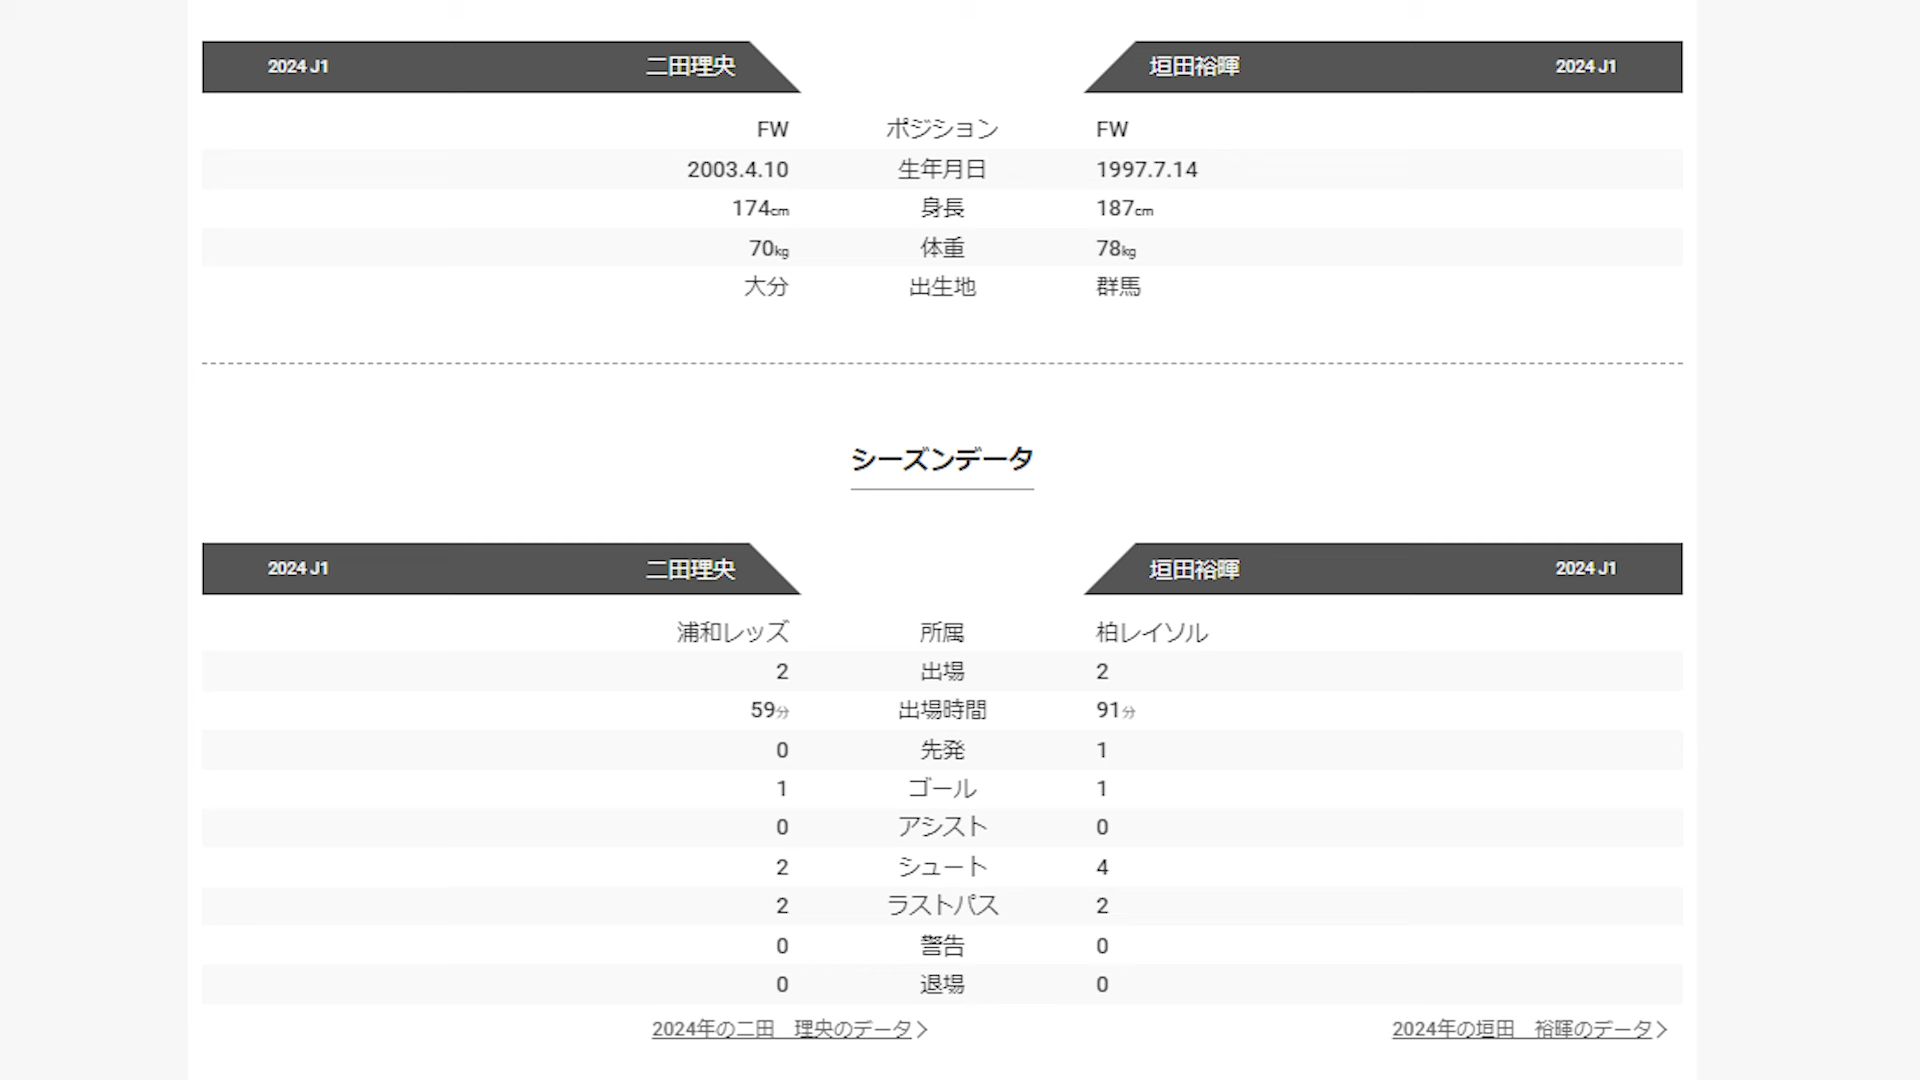 2024 J1 二田理央 垣田裕暉 2024 J1
FW ポジション FW
2003.4.10 生年月日 1997.7.14
174cm 身長 187cm
70kg 体重 78kg
大分 出生地 群馬
シーズンデータ
2024 J1 二田理央 垣田裕暉 2024 J1
浦和レッズ 所属 柏レイソル
2 出場 2
59分 出場時間 91分
0 先発 1
1 ゴール 1
0 アシスト 0
2 シュート 4
2 ラストパス 2
0 警告 0
0 退場 0
2024年の二田　理央のデータ 2024年の垣田　裕暉のデータ